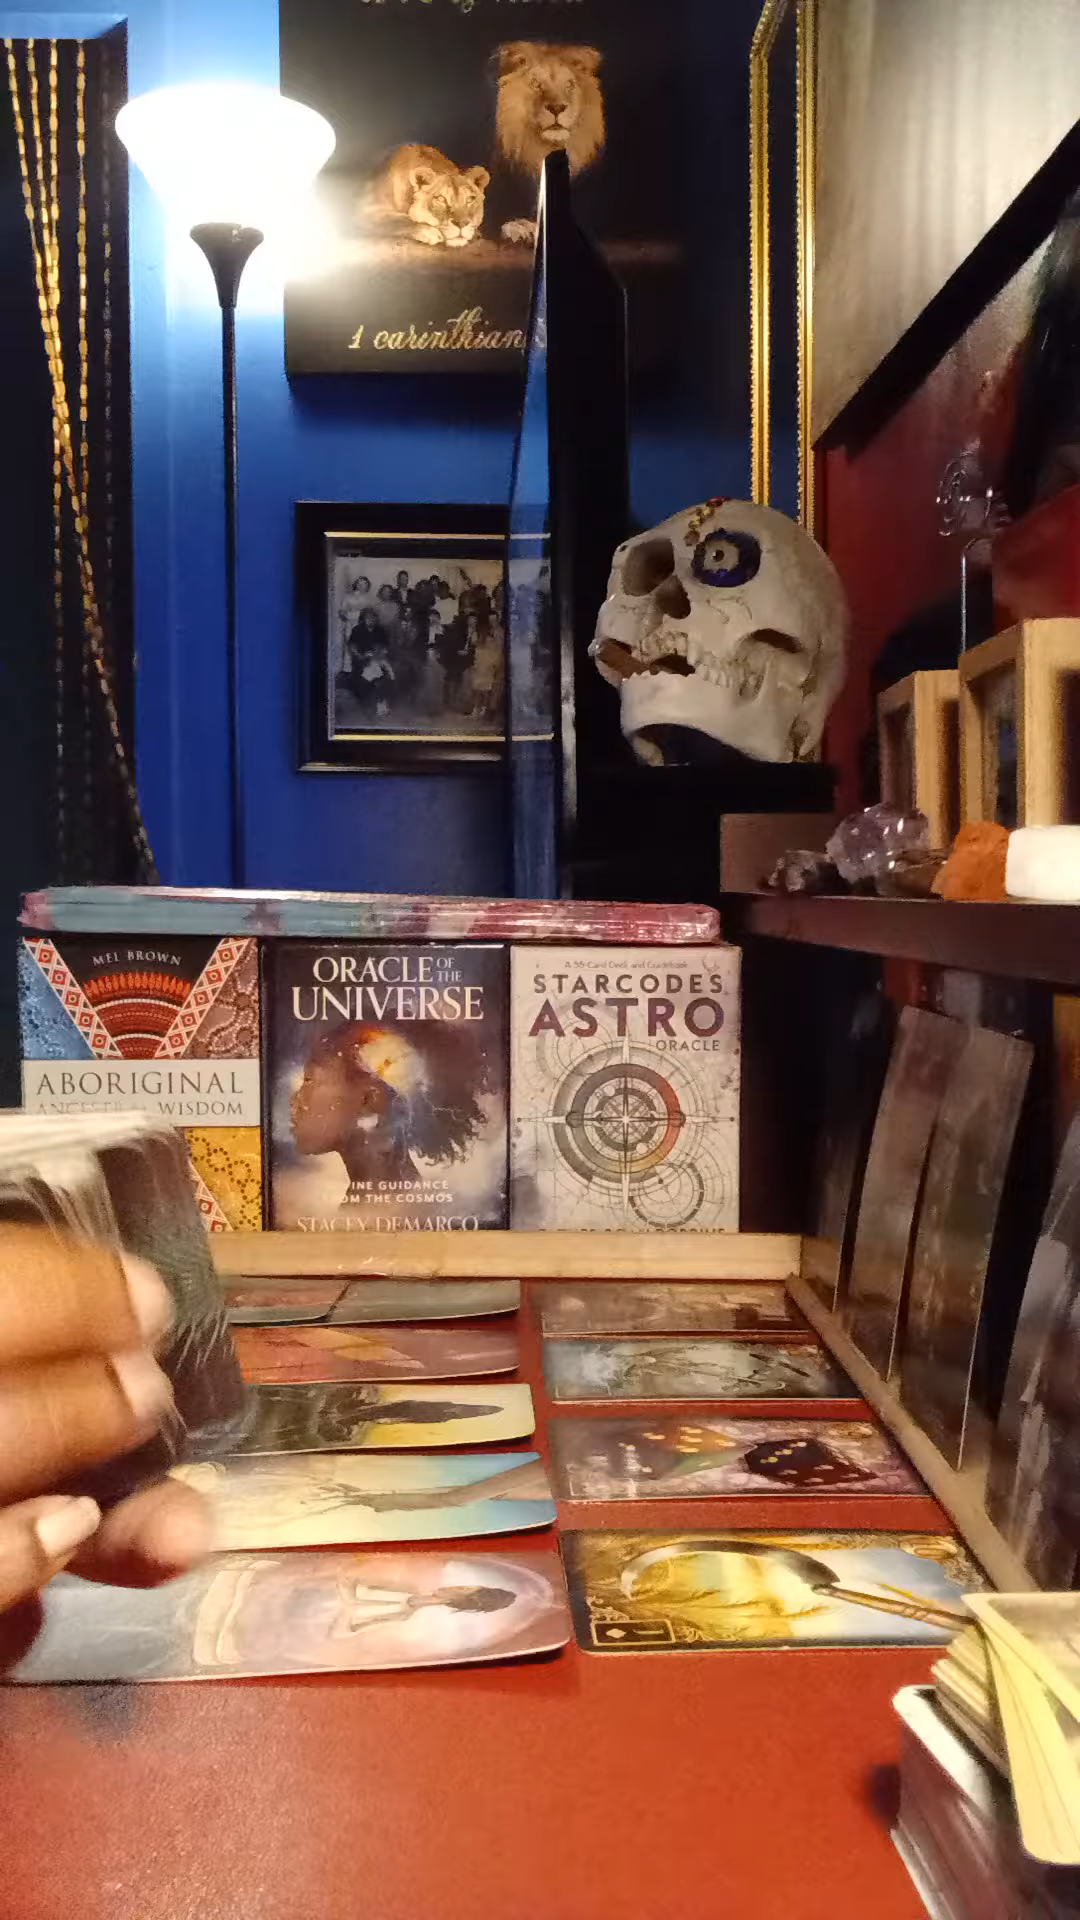 1 carinthians
MEL BROWN
ABORIGINAL
ANCESTRAL WISDOM
ORACLE OF THE
UNIVERSE
DIVINE GUIDANCE
FROM THE COSMOS
STACEY DEMARCO
A 55-Card Deck and Guidebook
STARCODES
ASTRO
ORACLE